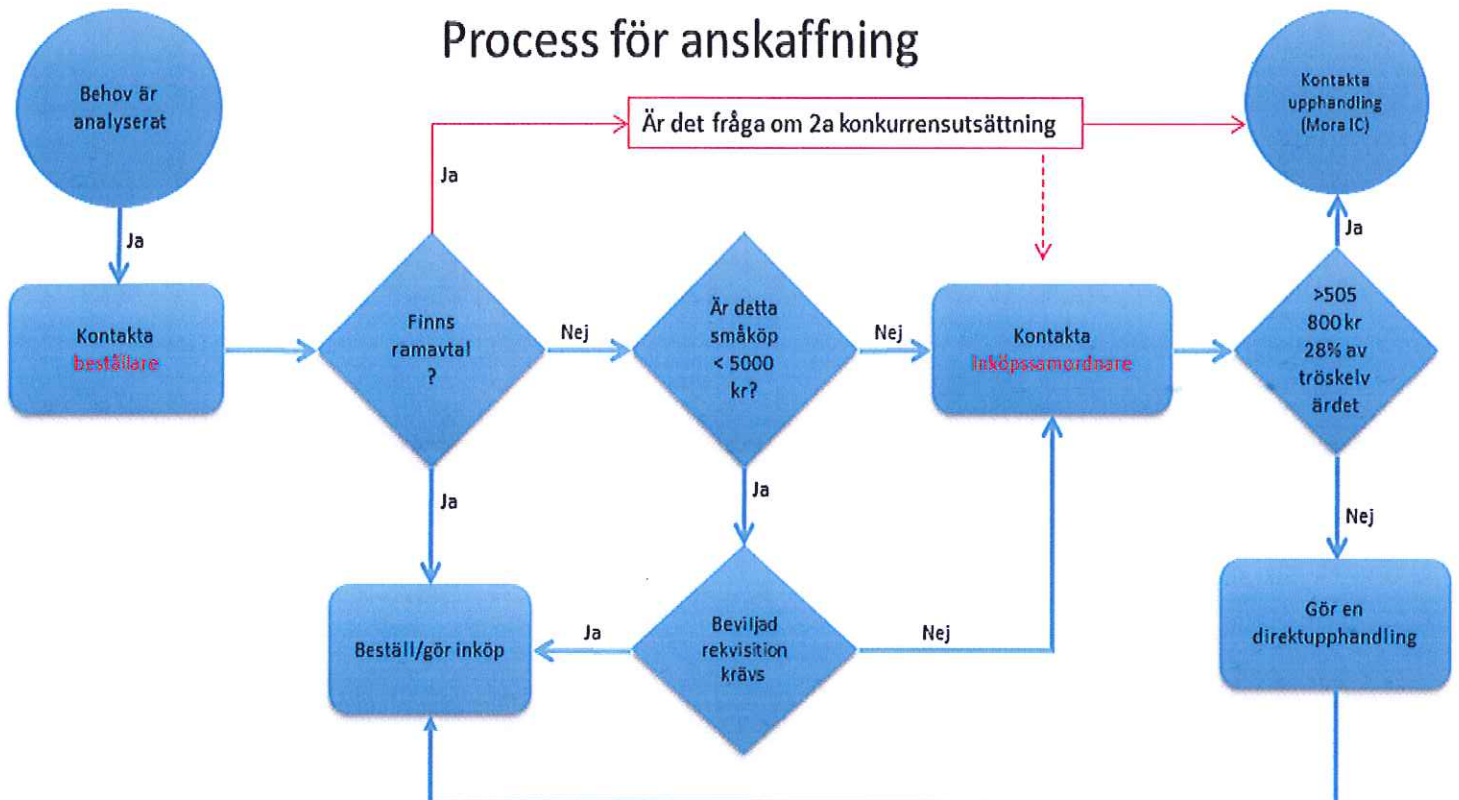 Process för anskaffning
Behov är
analyserat
Kontakta
upphandling
(Mora IC)
Är det fråga om 2a konkurrensutsättning
Ja
Ja
Ja
Kontakta
beställare
Finns
ramavtal
?
Nej
Är detta
småköp
< 5000
kr?
Nej
Kontakta
Inköpssamordnare
>505
800 kr
28% av
tröskelv
ärdet
Ja
Ja
Nej
Beställ/gör inköp
Ja
Beviljad
rekvisition
krävs
Nej
Gör en
direktupphandling